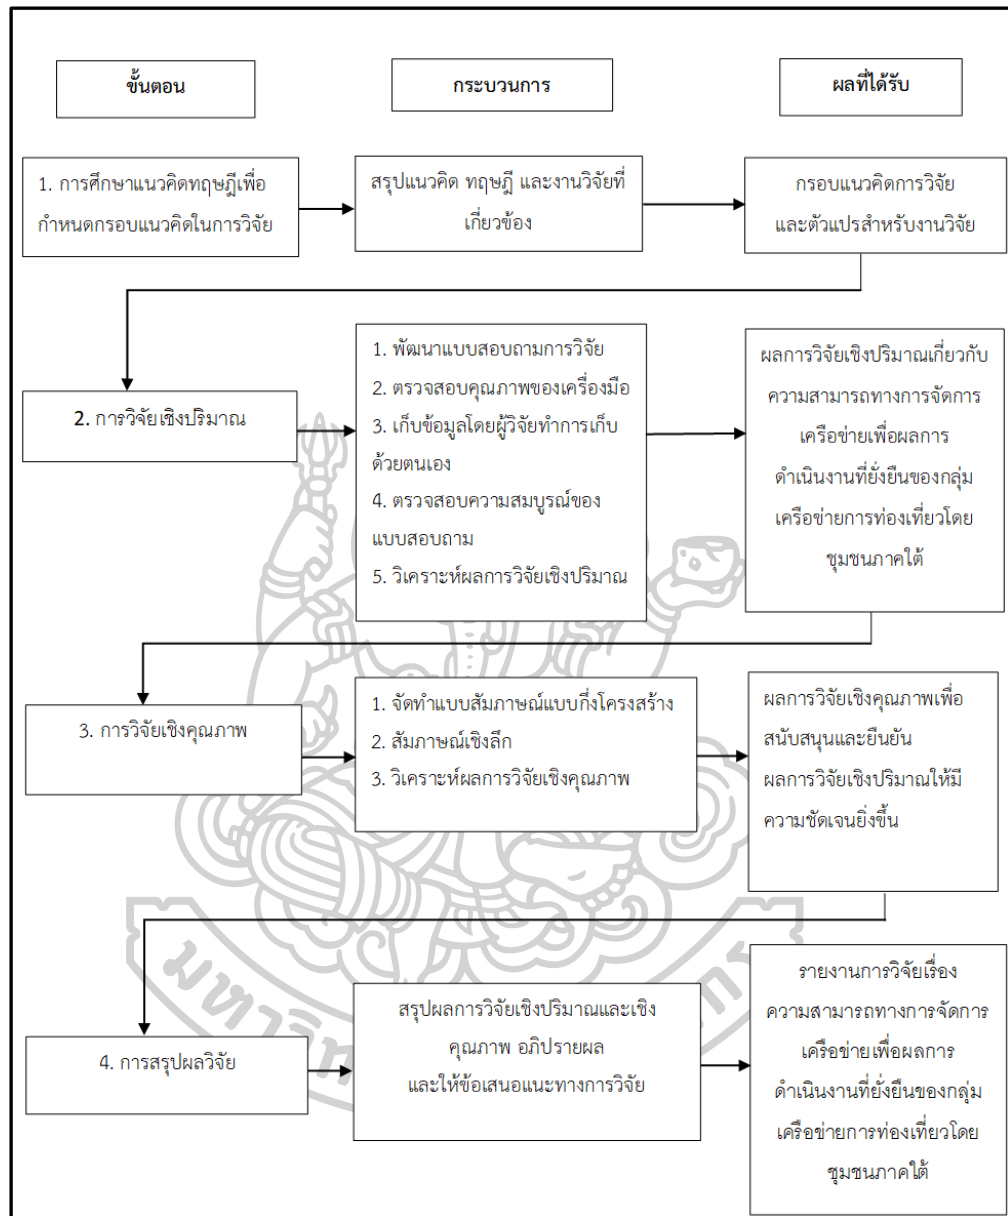 ขั้นตอน
กระบวนการ
ผลที่ได้รับ
1. การศึกษาแนวคิดทฤษฎีเพื่อ
กำหนดกรอบแนวคิดในการวิจัย
สรุปแนวคิด ทฤษฎี และงานวิจัยที่
เกี่ยวข้อง
กรอบแนวคิดการวิจัย
และตัวแปรสำหรับงานวิจัย
2. การวิจัยเชิงปริมาณ
1. พัฒนาแบบสอบถามการวิจัย
2. ตรวจสอบคุณภาพของเครื่องมือ
3. เก็บข้อมูลโดยผู้วิจัยทำการเก็บ
ด้วยตนเอง
4. ตรวจสอบความสมบูรณ์ของ
แบบสอบถาม
5. วิเคราะห์ผลการวิจัยเชิงปริมาณ
ผลการวิจัยเชิงปริมาณเกี่ยวกับ
ความสามารถทางการจัดการ
เครือข่ายเพื่อผลการ
ดำเนินงานที่ยั่งยืนของกลุ่ม
เครือข่ายการท่องเที่ยวโดย
ชุมชนภาคใต้
3. การวิจัยเชิงคุณภาพ
1. จัดทำแบบสัมภาษณ์แบบกึ่งโครงสร้าง
2. สัมภาษณ์เชิงลึก
3. วิเคราะห์ผลการวิจัยเชิงคุณภาพ
ผลการวิจัยเชิงคุณภาพเพื่อ
สนับสนุนและยืนยัน
ผลการวิจัยเชิงปริมาณให้มี
ความชัดเจนยิ่งขึ้น
4. การสรุปผลวิจัย
สรุปผลการวิจัยเชิงปริมาณและเชิง
คุณภาพ อภิปรายผล
และให้ข้อเสนอแนะทางการวิจัย
รายงานการวิจัยเรื่อง
ความสามารถทางการจัดการ
เครือข่ายเพื่อผลการ
ดำเนินงานที่ยั่งยืนของกลุ่ม
เครือข่ายการท่องเที่ยวโดย
ชุมชนภาคใต้